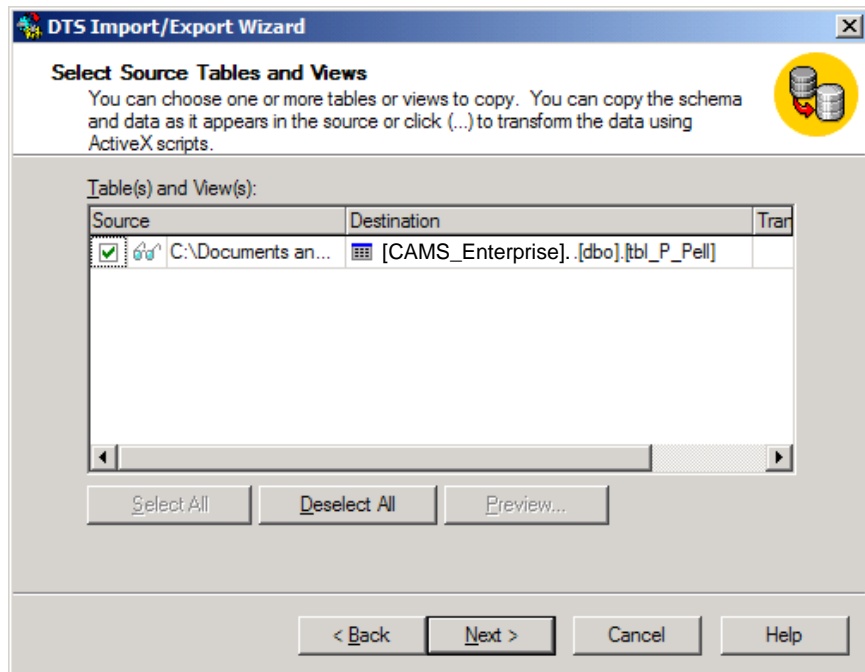 DTS Import/Export Wizard
Select Source Tables and Views
You can choose one or more tables or views to copy. You can copy the schema
and data as it appears in the source or click (...) to transform the data using
ActiveX scripts.
Table(s) and View(s):
Source Destination Tran
C:\Documents an... [CAMS_Enterprise]. .[dbo].[tbl_P_Pell]
Select All Deselect All Preview...
< Back Next > Cancel Help